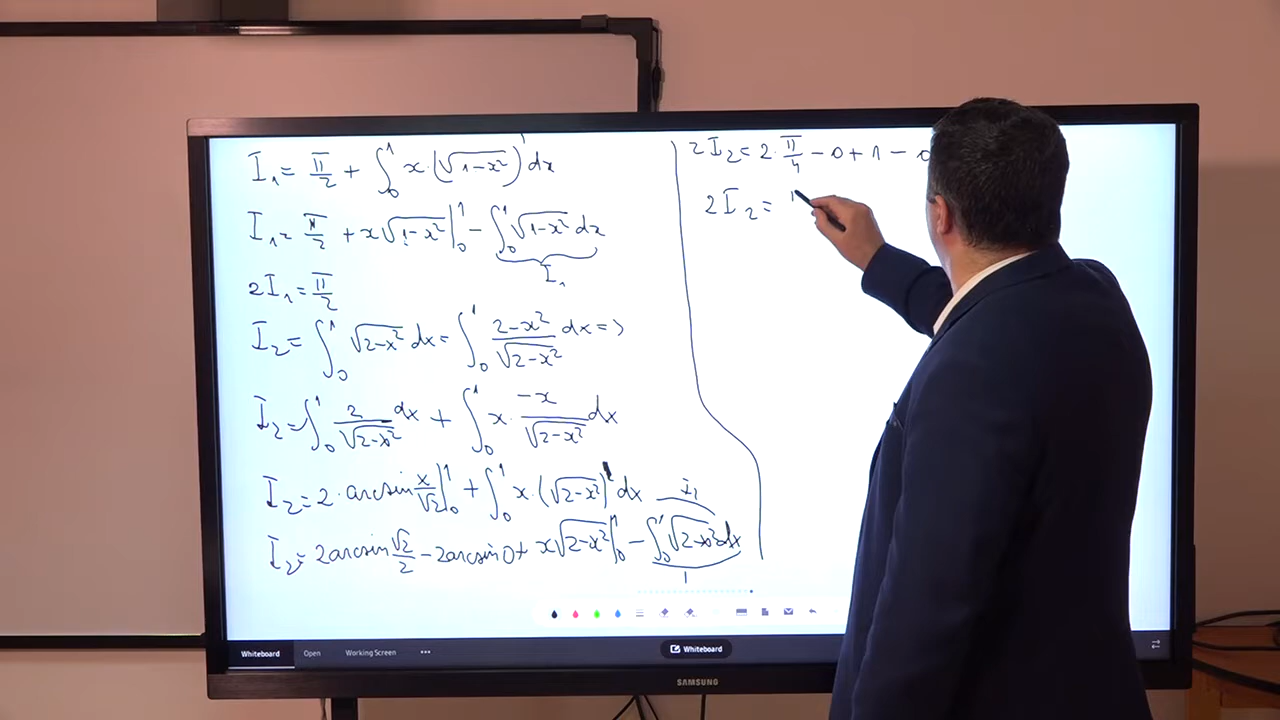 I₁ = π/2 + ∫₀¹ x·(√(1-x²))' dx
I₁ = π/2 + x√(1-x²)|₀¹ - ∫₀¹ √(1-x²) dx
I₁
2I₁ = π/2
I₂ = ∫₀¹ √(2-x²) dx = ∫₀¹ (2-x²)/√(2-x²) dx =>
I₂ = ∫₀¹ 2/√(2-x²) dx + ∫₀¹ x· -x/√(2-x²) dx
I₂ = 2·arcsin x/√2 |₀¹ + ∫₀¹ x·(√(2-x²))' dx
I₂
I₂ = 2arcsin √2/2 - 2arcsin 0 + x√(2-x²)|₀¹ - ∫₀¹ √(2-x²) dx
2I₂ = 2·π/4 - 0 + 1 - 0
2I₂ =
Whiteboard
Open
Working Screen
Whiteboard
SAMSUNG